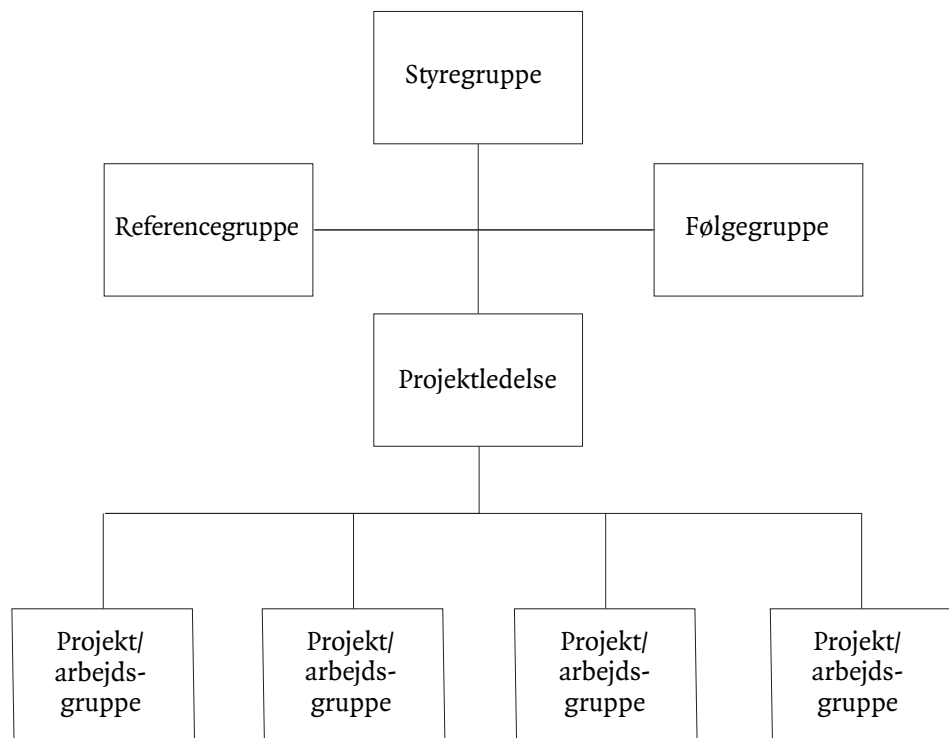 Styregruppe
Referencegruppe
Følgegruppe
Projektledelse
Projekt/
arbejds-
gruppe
Projekt/
arbejds-
gruppe
Projekt/
arbejds-
gruppe
Projekt/
arbejds-
gruppe